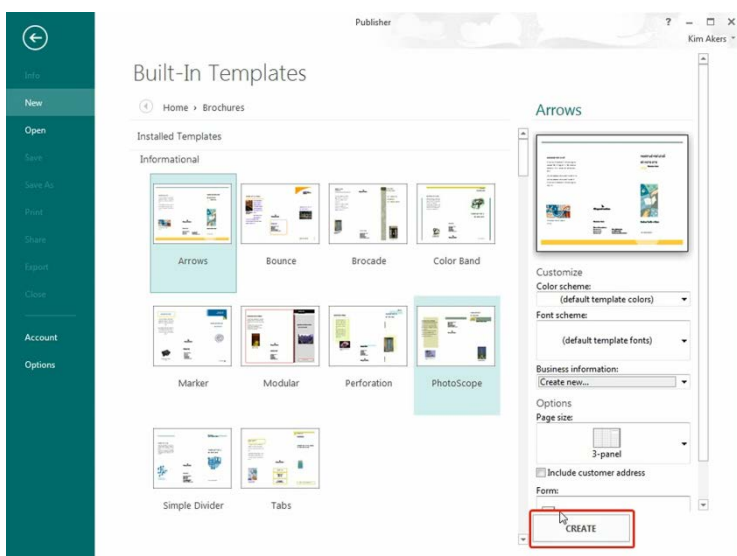 Publisher
?
Kim Akers
Info
New
Open
Save
Save As
Print
Share
Export
Close
Account
Options
Built-In Templates
Home › Brochures
Installed Templates
Informational
Arrows
Bounce
Brocade
Color Band
Marker
Modular
Perforation
PhotoScope
Simple Divider
Tabs
Arrows
Customize
Color scheme:
(default template colors)
Font scheme:
(default template fonts)
Business information:
Create new...
Options
Page size:
3-panel
Include customer address
Form:
CREATE